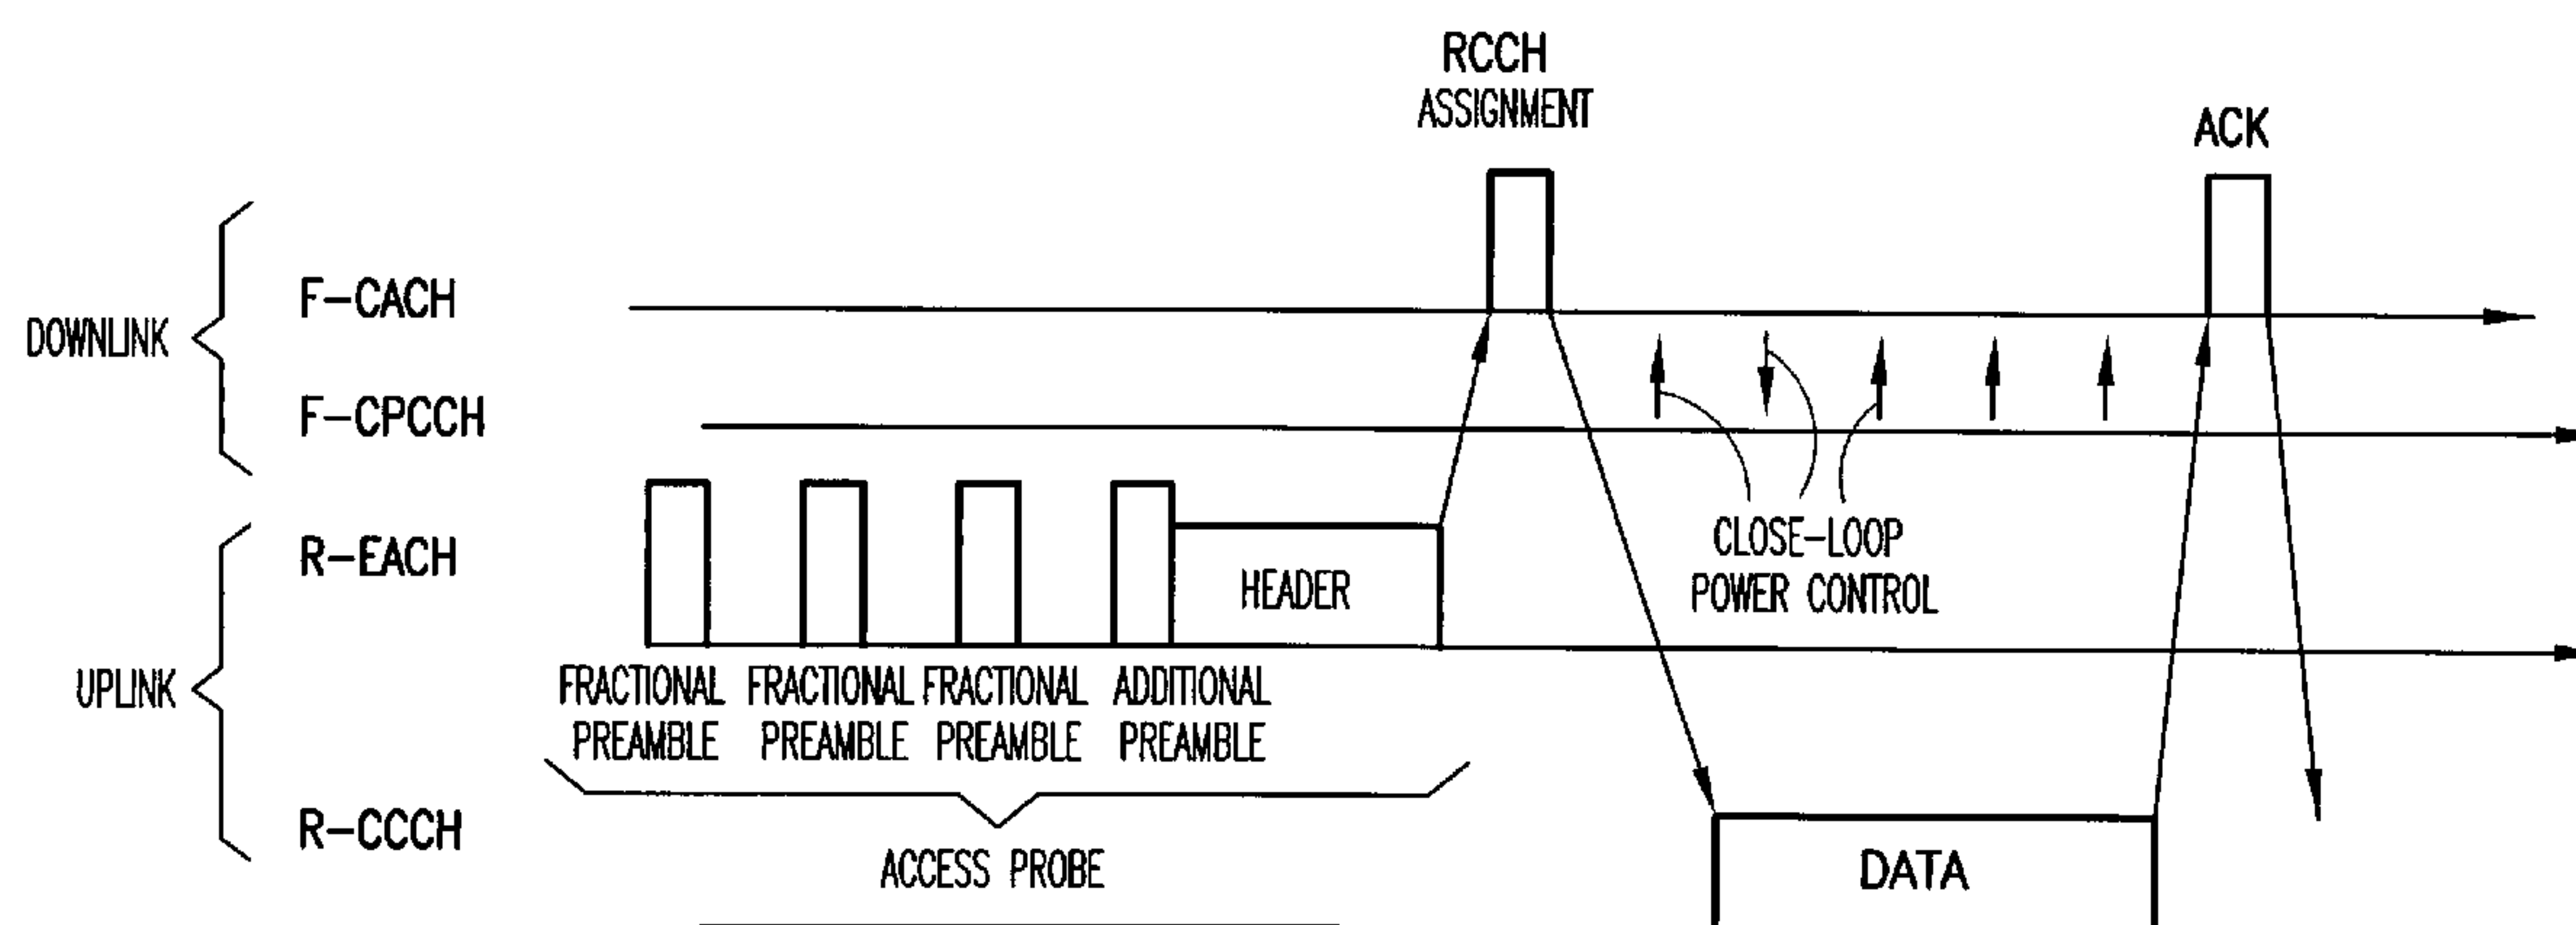 RCCH
ASSIGNMENT
ACK
DOWNLINK
F-CACH
F-CPCCH
UPLINK
R-EACH
R-CCCH
HEADER
CLOSE-LOOP
POWER CONTROL
FRACTIONAL
PREAMBLE
FRACTIONAL
PREAMBLE
FRACTIONAL
PREAMBLE
ADDITIONAL
PREAMBLE
ACCESS PROBE
DATA